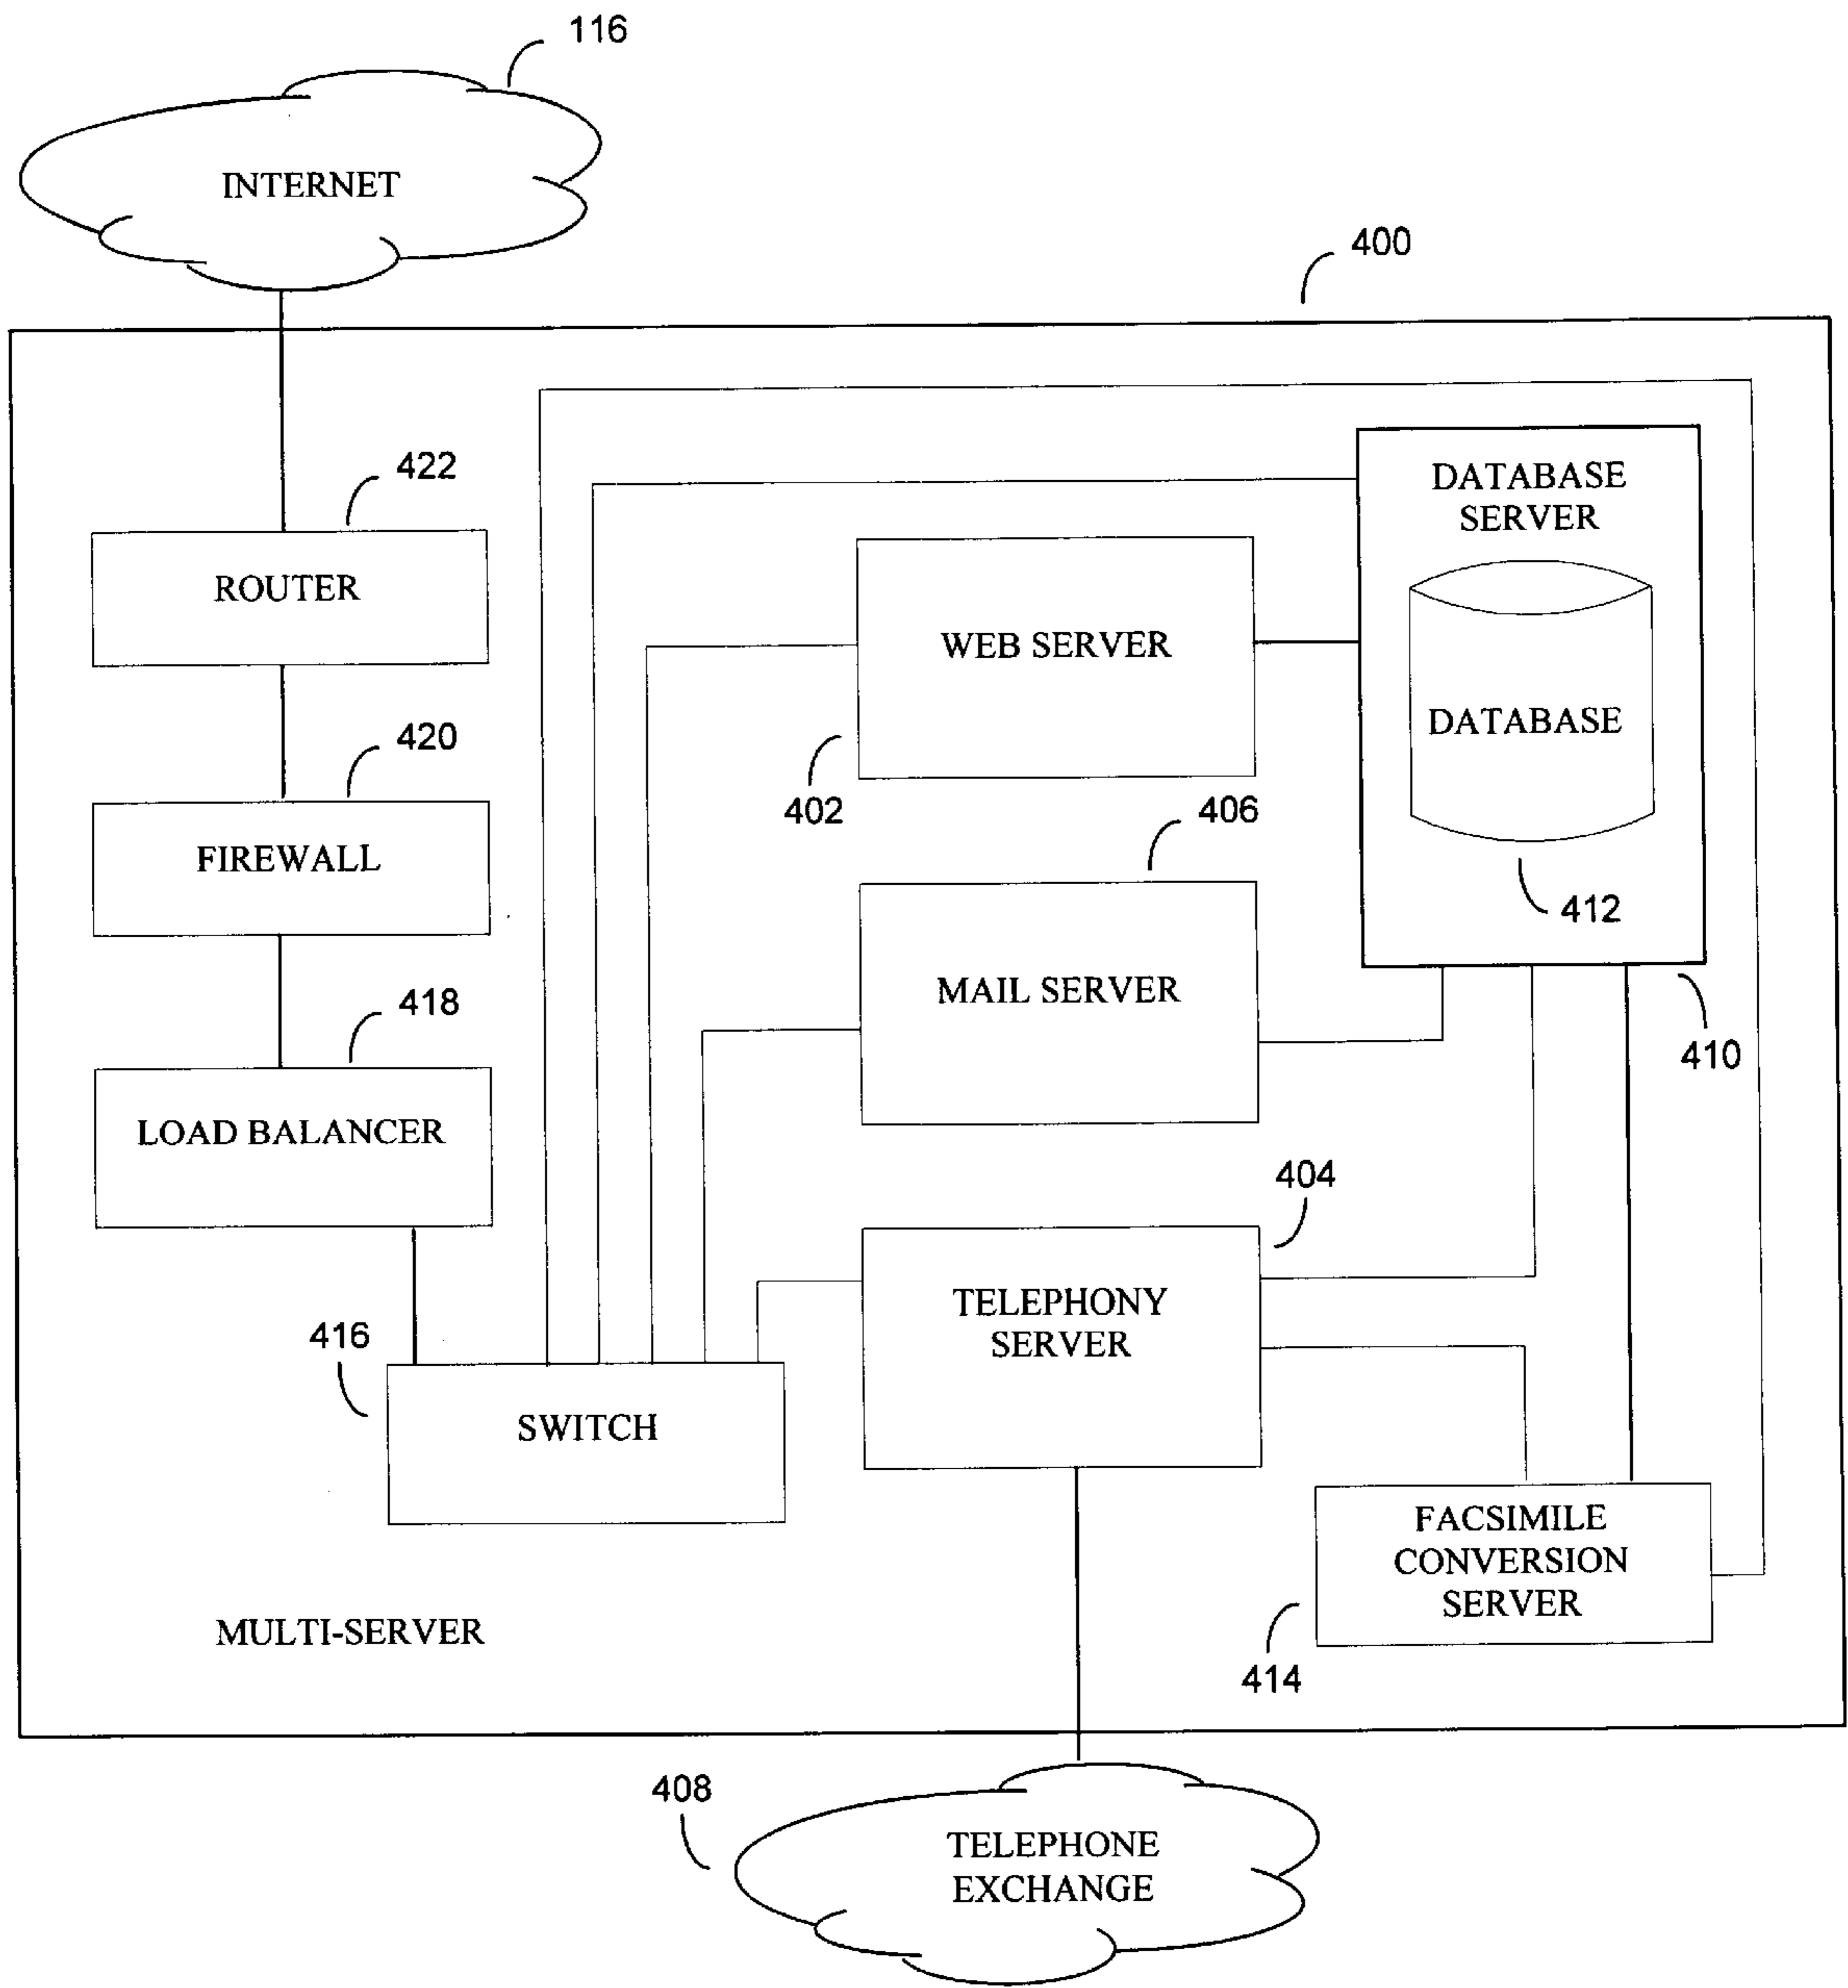 116
INTERNET
400
422
ROUTER
DATABASE
SERVER
WEB SERVER
DATABASE
420
402
406
FIREWALL
412
418
MAIL SERVER
410
LOAD BALANCER
404
TELEPHONY
SERVER
416
SWITCH
FACSIMILE
CONVERSION
SERVER
MULTI-SERVER
414
408
TELEPHONE
EXCHANGE